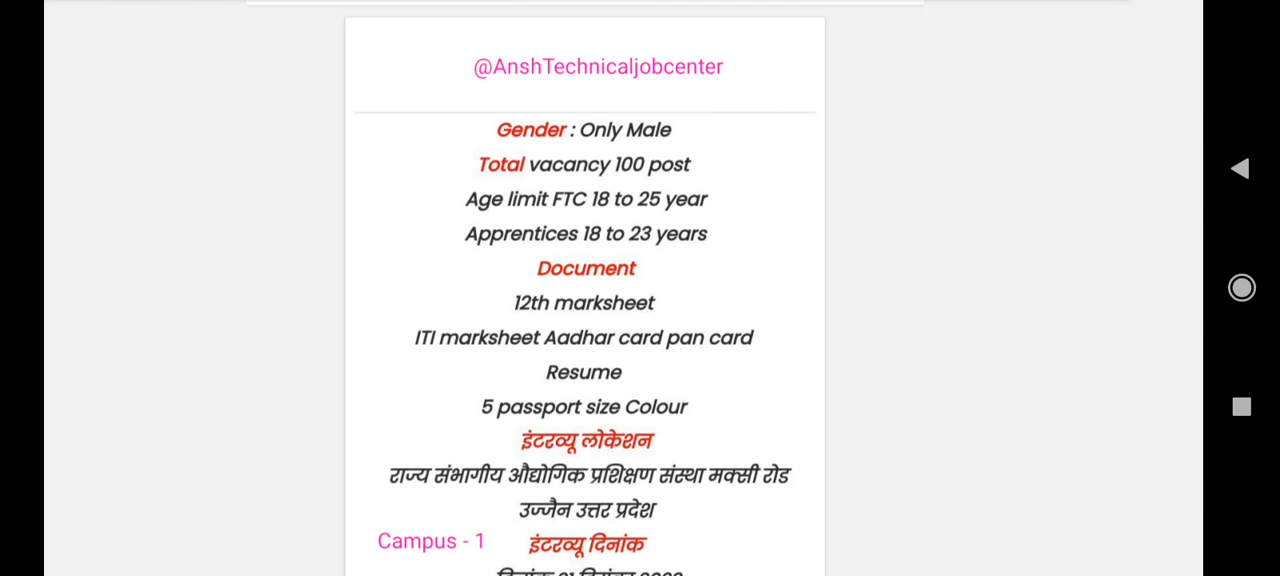 @AnshTechnicaljobcenter
Gender : Only Male
Total vacancy 100 post
Age limit FTC 18 to 25 year
Apprentices 18 to 23 years
Document
12th marksheet
ITI marksheet Aadhar card pan card
Resume
5 passport size Colour
इंटरव्यू लोकेशन
राज्य संभागीय औद्योगिक प्रशिक्षण संस्था मक्सी रोड
उज्जैन उत्तर प्रदेश
Campus - 1 इंटरव्यू दिनांक